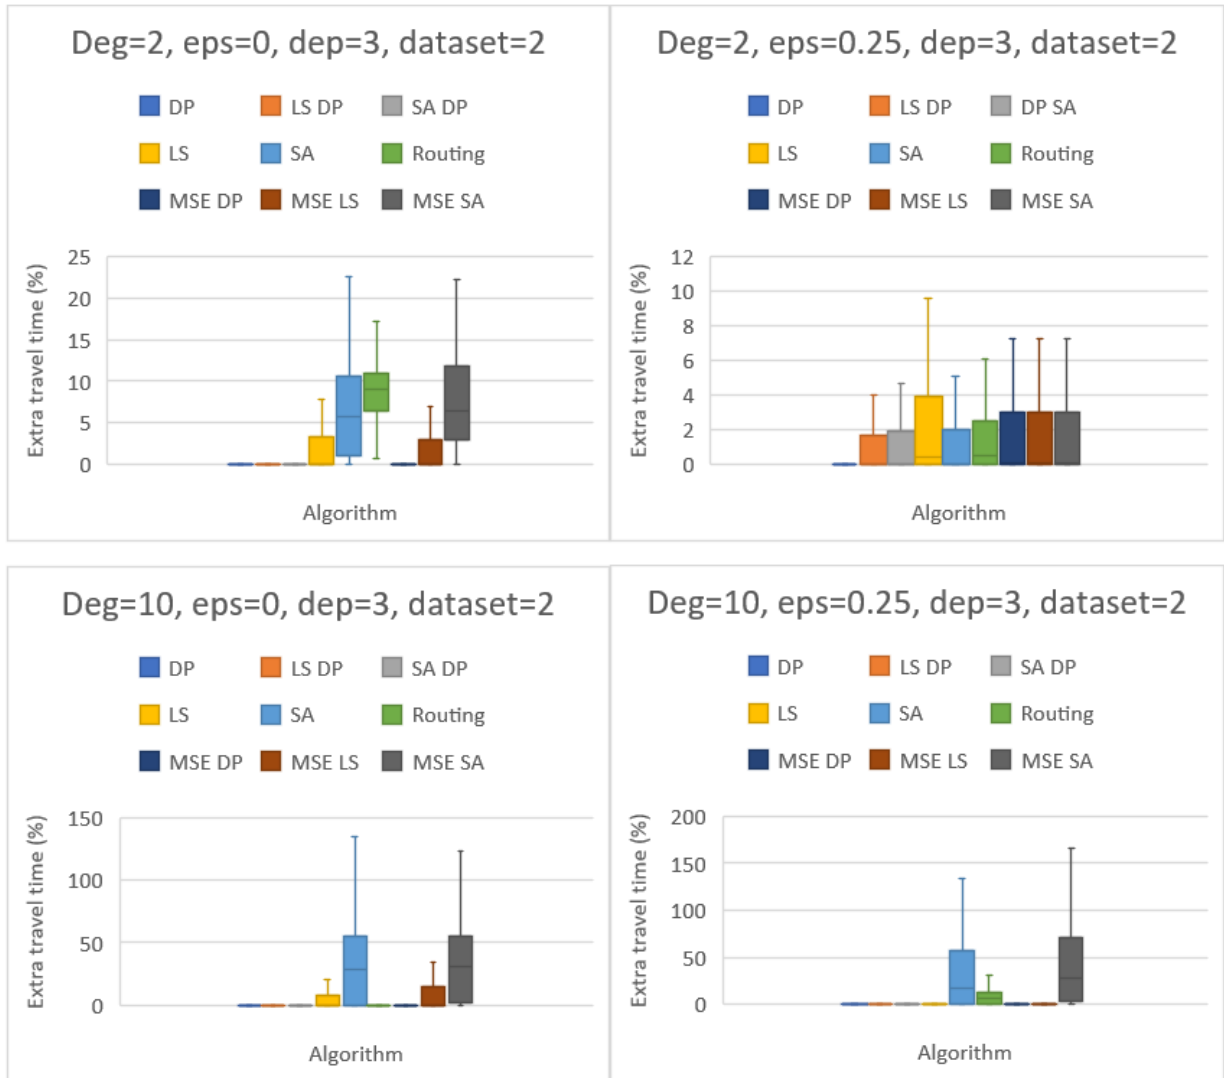 Deg=2, eps=0, dep=3, dataset=2
DP LS DP SA DP
LS SA Routing
MSE DP MSE LS MSE SA
Extra travel time (%)
25
20
15
10
5
0
Algorithm
Deg=2, eps=0.25, dep=3, dataset=2
DP LS DP DP SA
LS SA Routing
MSE DP MSE LS MSE SA
Extra travel time (%)
12
10
8
6
4
2
0
Algorithm
Deg=10, eps=0, dep=3, dataset=2
DP LS DP SA DP
LS SA Routing
MSE DP MSE LS MSE SA
Extra travel time (%)
150
100
50
0
Algorithm
Deg=10, eps=0.25, dep=3, dataset=2
DP LS DP SA DP
LS SA Routing
MSE DP MSE LS MSE SA
Extra travel time (%)
200
150
100
50
0
Algorithm